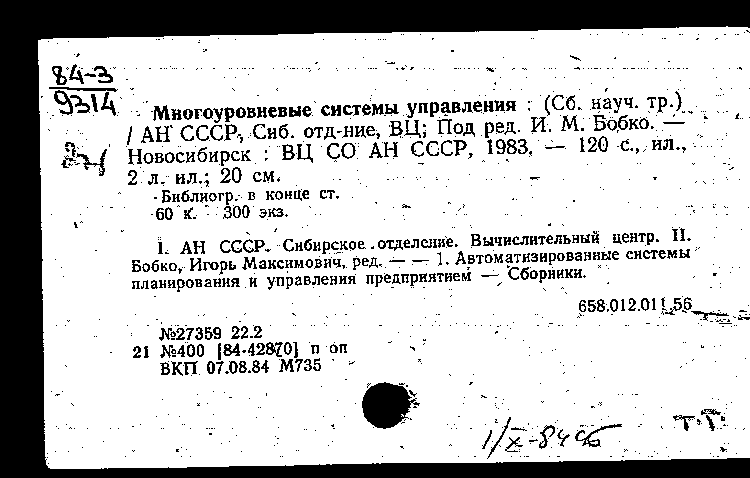 84-3
9314
Многоуровневые системы управления : (Сб. науч. тр.)
/ АН СССР, Сиб. отд-ние, ВЦ; Под ред. И. М. Бобко. —
Новосибирск : ВЦ СО АН СССР, 1983. — 120 с., ил.,
2 л. ил.; 20 см.
Библиогр. в конце ст.
60 к. 300 экз.
I. АН СССР. Сибирское отделение. Вычислительный центр. II.
Бобко, Игорь Максимович, ред. — — 1. Автоматизированные системы
планирования и управления предприятием — Сборники.
658.012.011.56
№27359 22.2
21 №400 [84-42870] п оп
ВКП 07.08.84 М735
Т.Г.